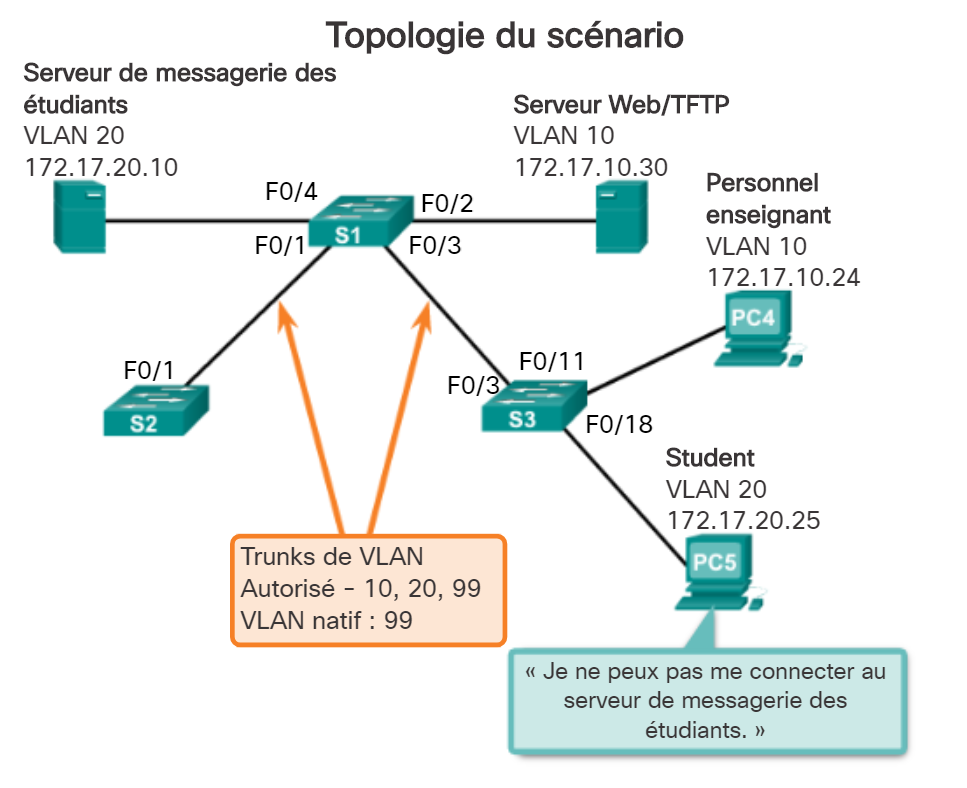 Topologie du scénario
Serveur de messagerie des
étudiants
VLAN 20
172.17.20.10
Serveur Web/TFTP
VLAN 10
172.17.10.30
Personnel
enseignant
VLAN 10
172.17.10.24
F0/4
F0/2
S1
F0/1
F0/3
PC4
F0/1
S2
F0/11
F0/3
S3
F0/18
Student
VLAN 20
172.17.20.25
PC5
Trunks de VLAN
Autorisé - 10, 20, 99
VLAN natif : 99
« Je ne peux pas me connecter au
serveur de messagerie des
étudiants. »